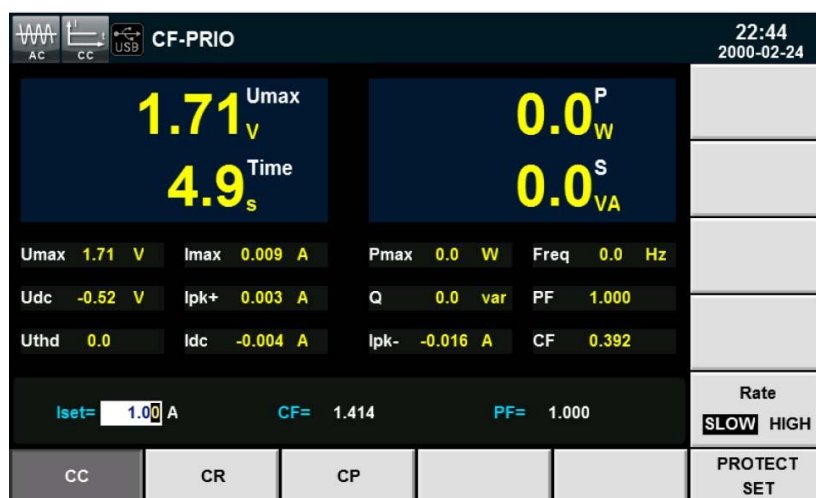 AC CC USB CF-PRIO 22:44
2000-02-24
1.71 Umax V 0.0 P W
4.9 Time s 0.0 S VA
Umax 1.71 V Imax 0.009 A Pmax 0.0 W Freq 0.0 Hz
Udc -0.52 V Ipk+ 0.003 A Q 0.0 var PF 1.000
Uthd 0.0 Idc -0.004 A Ipk- -0.016 A CF 0.392
Iset= 1.00 A CF= 1.414 PF= 1.000
Rate
SLOW HIGH
CC CR CP PROTECT
SET